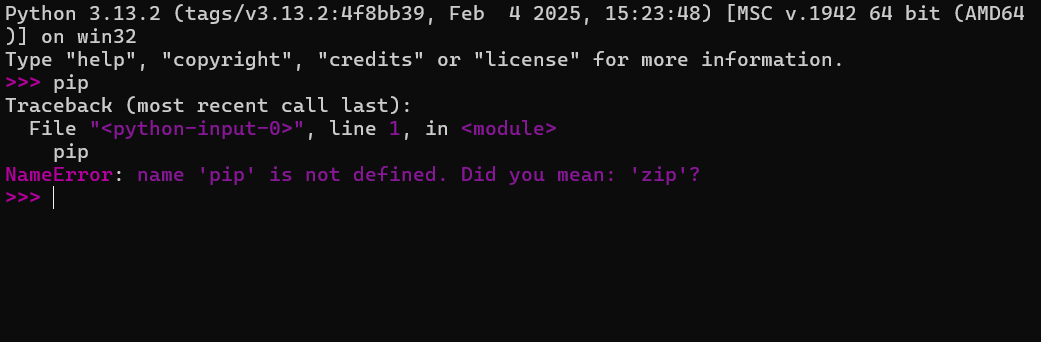 Python 3.13.2 (tags/v3.13.2:4f8bb39, Feb  4 2025, 15:23:48) [MSC v.1942 64 bit (AMD64
)] on win32
Type "help", "copyright", "credits" or "license" for more information.
>>> pip
Traceback (most recent call last):
  File "<python-input-0>", line 1, in <module>
    pip
NameError: name 'pip' is not defined. Did you mean: 'zip'?
>>>